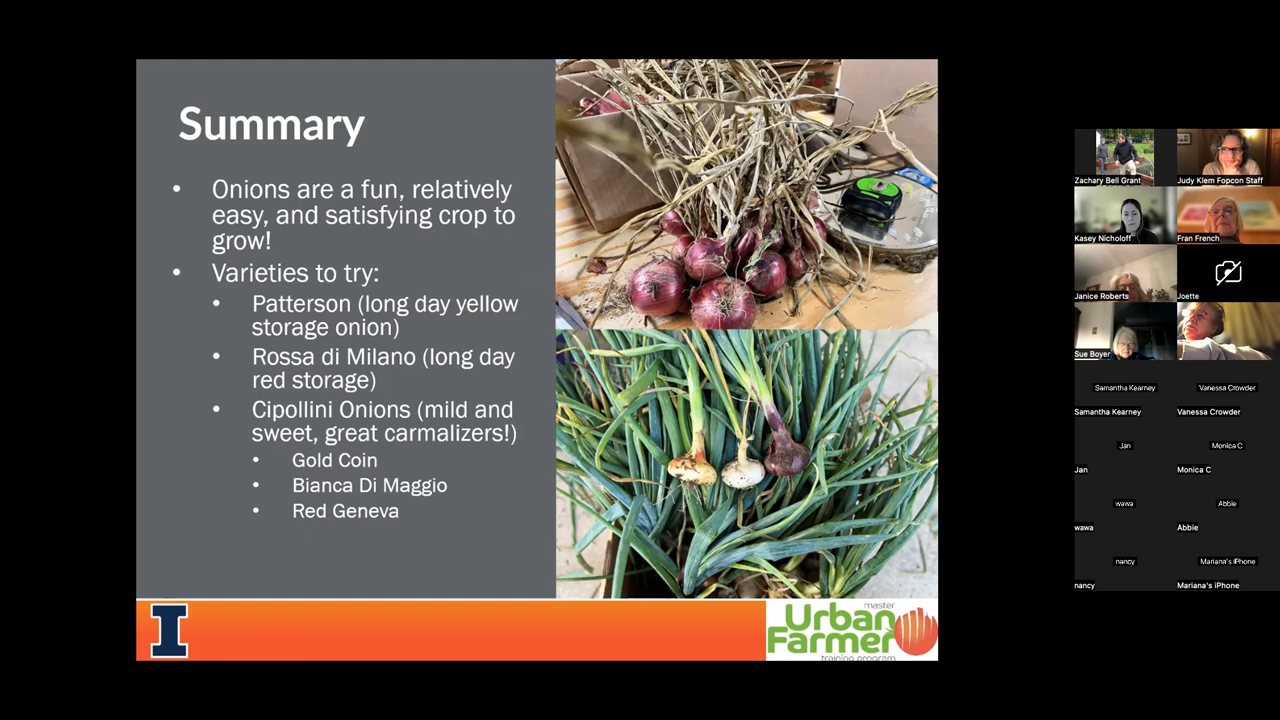 Summary
• Onions are a fun, relatively
easy, and satisfying crop to
grow!
• Varieties to try:
• Patterson (long day yellow
storage onion)
• Rossa di Milano (long day
red storage)
• Cipollini Onions (mild and
sweet, great carmalizers!)
• Gold Coin
• Bianca Di Maggio
• Red Geneva
I
master
Urban
Farmer
training program
Zachary Bell Grant
Judy Klem Fopcon Staff
Kasey Nicholoff
Fran French
Janice Roberts
Joette
Sue Boyer
Samantha Kearney
Vanessa Crowder
Samantha Kearney
Vanessa Crowder
Jan
Monica C
Jan
Monica C
wawa
Abbie
wawa
Abbie
nancy
Mariana's iPhone
nancy
Mariana's iPhone